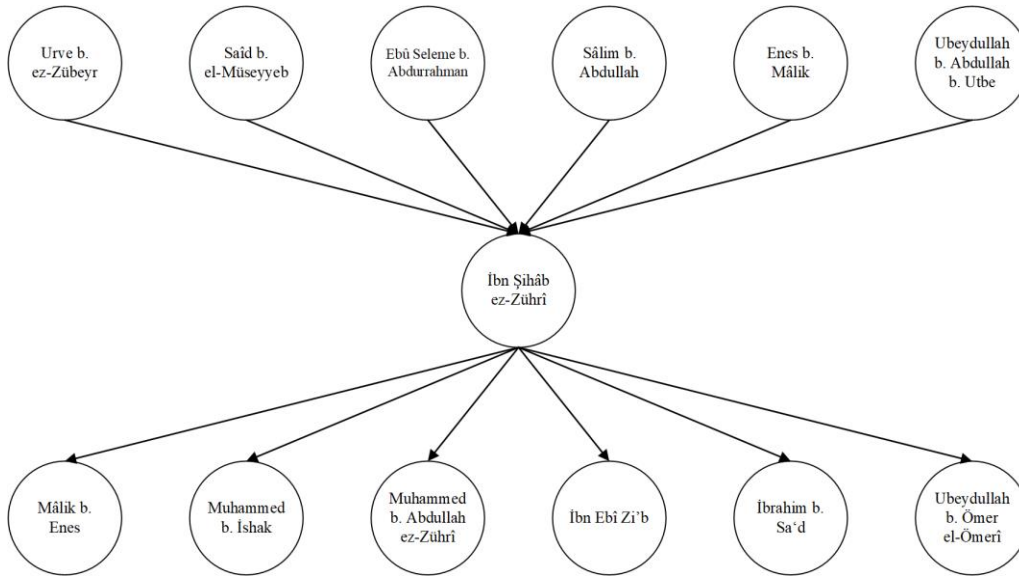 Urve b.
ez-Zübeyr
Saîd b.
el-Müseyyeb
Ebû Seleme b.
Abdurrahman
Sâlim b.
Abdullah
Enes b.
Mâlik
Ubeydullah
b. Abdullah
b. Utbe
İbn Şihâb
ez-Zührî
Mâlik b.
Enes
Muhammed
b. İshak
Muhammed
b. Abdullah
ez-Zührî
İbn Ebî Zi’b
İbrahim b.
Sa‘d
Ubeydullah
b. Ömer
el-Ömerî